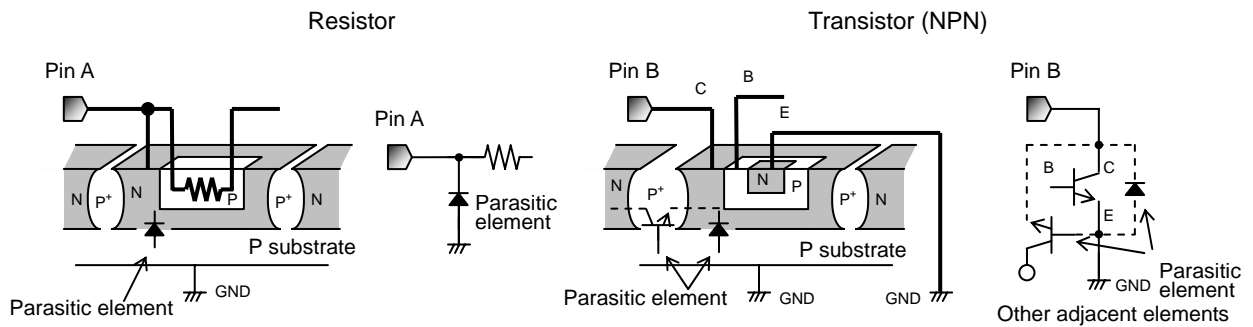 Resistor
Transistor (NPN)
Pin A
Pin A
N
P+
N
P
P+
N
Parasitic
element
P substrate
GND
Parasitic element
Pin B
C
B
E
N
P+
N
P
P+
N
P substrate
Parasitic element
GND
GND
Pin B
B
C
E
Parasitic
element
Other adjacent elements